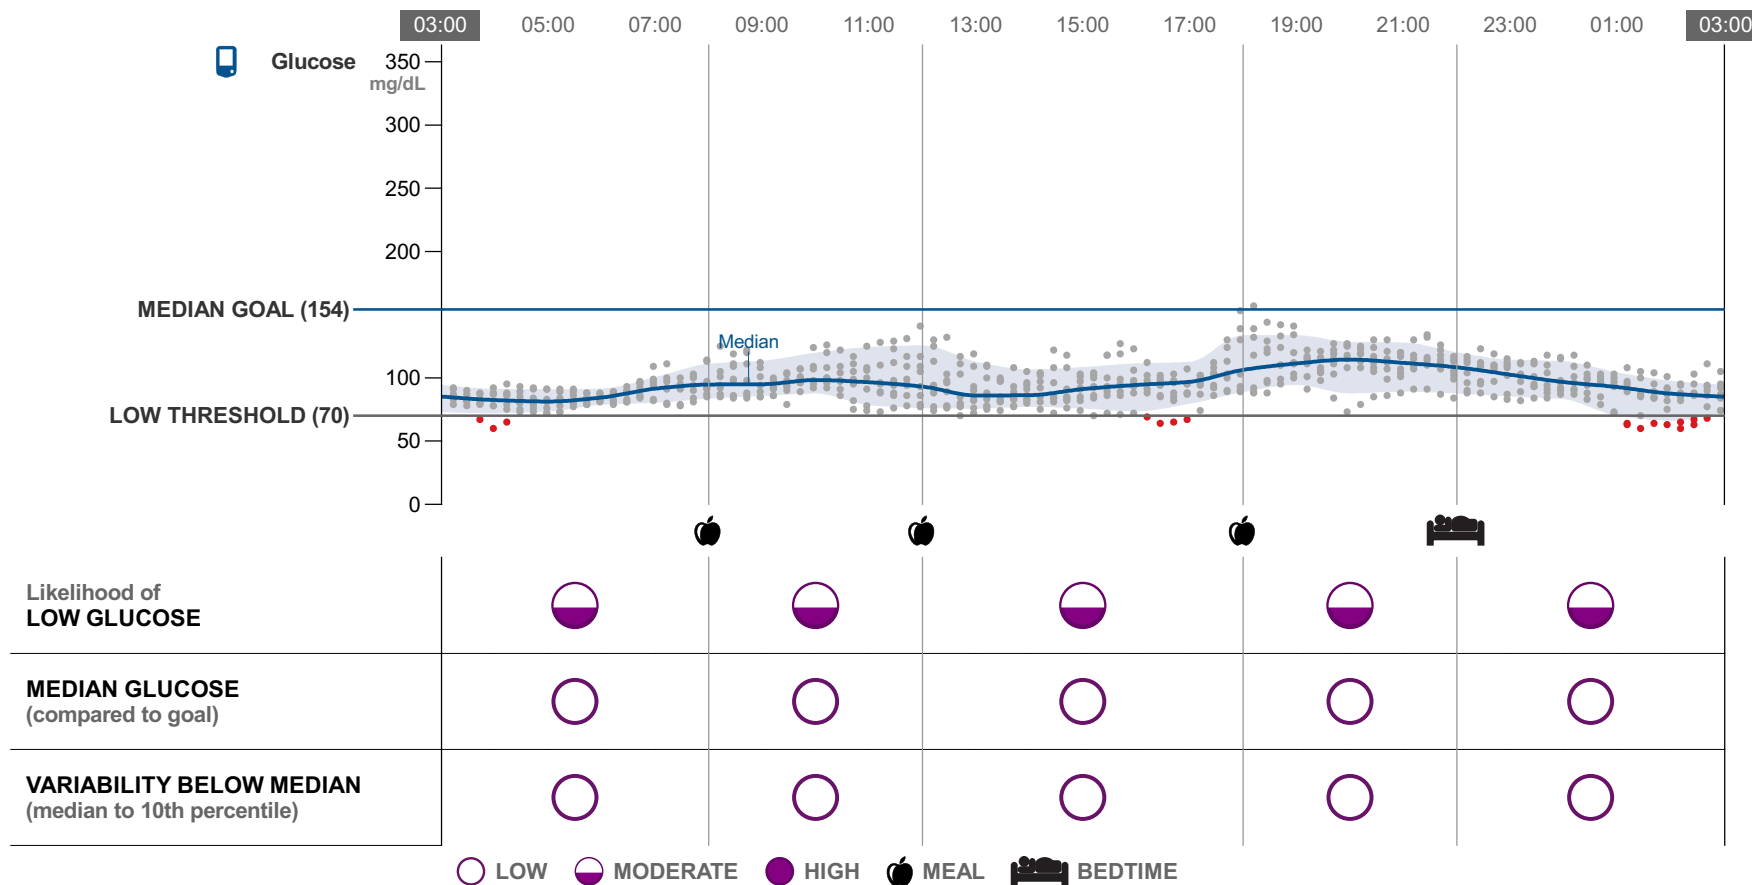 03:00 05:00 07:00 09:00 11:00 13:00 15:00 17:00 19:00 21:00 23:00 01:00 03:00
Glucose 350
mg/dL
300
250
200
MEDIAN GOAL (154)
Median
100
LOW THRESHOLD (70)
50
0
Likelihood of
LOW GLUCOSE
MEDIAN GLUCOSE
(compared to goal)
VARIABILITY BELOW MEDIAN
(median to 10th percentile)
LOW MODERATE HIGH MEAL BEDTIME